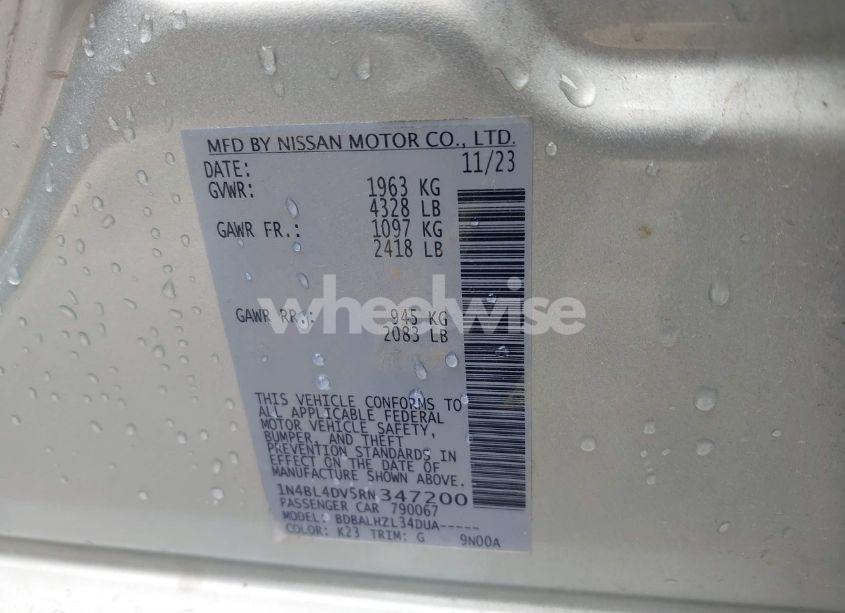 MFD BY NISSAN MOTOR CO., LTD.
DATE: 11/23
GVWR: 1963 KG
4328 LB
GAWR FR.: 1097 KG
2418 LB
wheelwise
GAWR RR.: 945 KG
2083 LB
THIS VEHICLE CONFORMS TO
ALL APPLICABLE FEDERAL
MOTOR VEHICLE SAFETY,
BUMPER, AND THEFT
PREVENTION STANDARDS IN
EFFECT ON THE DATE OF
MANUFACTURE SHOWN ABOVE.
1N4BL4DV5RN347200
PASSENGER CAR 790067
MODEL: BDBALHZL34DUA-----
COLOR: K23 TRIM: G 9N00A